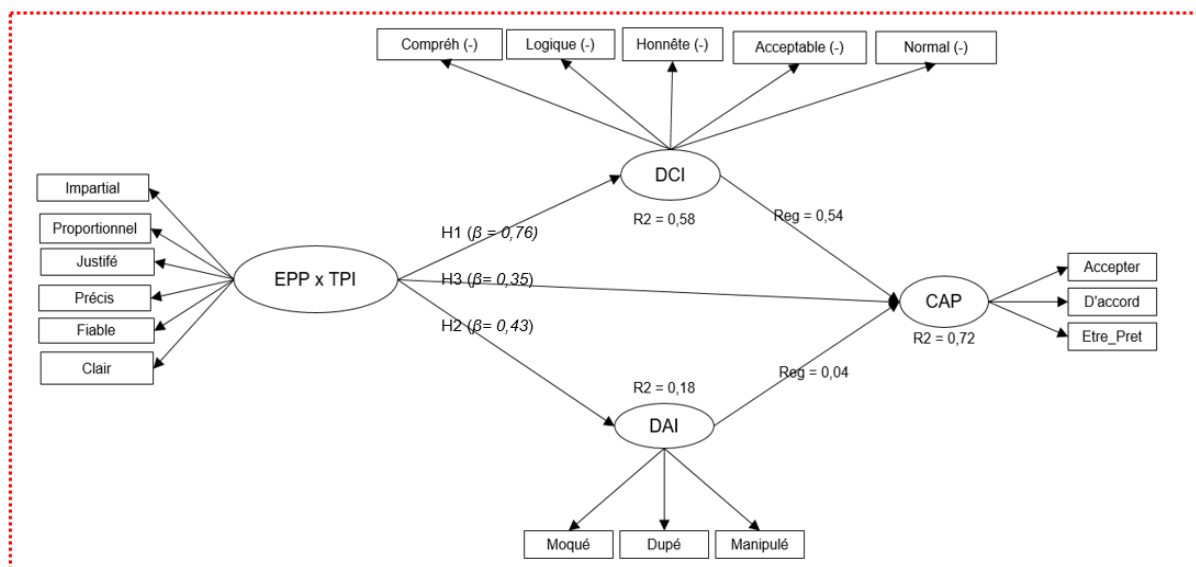 Compréh (-)
Logique (-)
Honnête (-)
Acceptable (-)
Normal (-)
DCI
R2 = 0,58
Impartial
Proportionnel
Justifé
Précis
Fiable
Clair
EPP x TPI
H1 (β = 0,76)
H3 (β= 0,35)
H2 (β= 0,43)
Reg = 0,54
Reg = 0,04
CAP
R2 = 0,72
Accepter
D'accord
Etre_Pret
R2 = 0,18
DAI
Moqué
Dupé
Manipulé